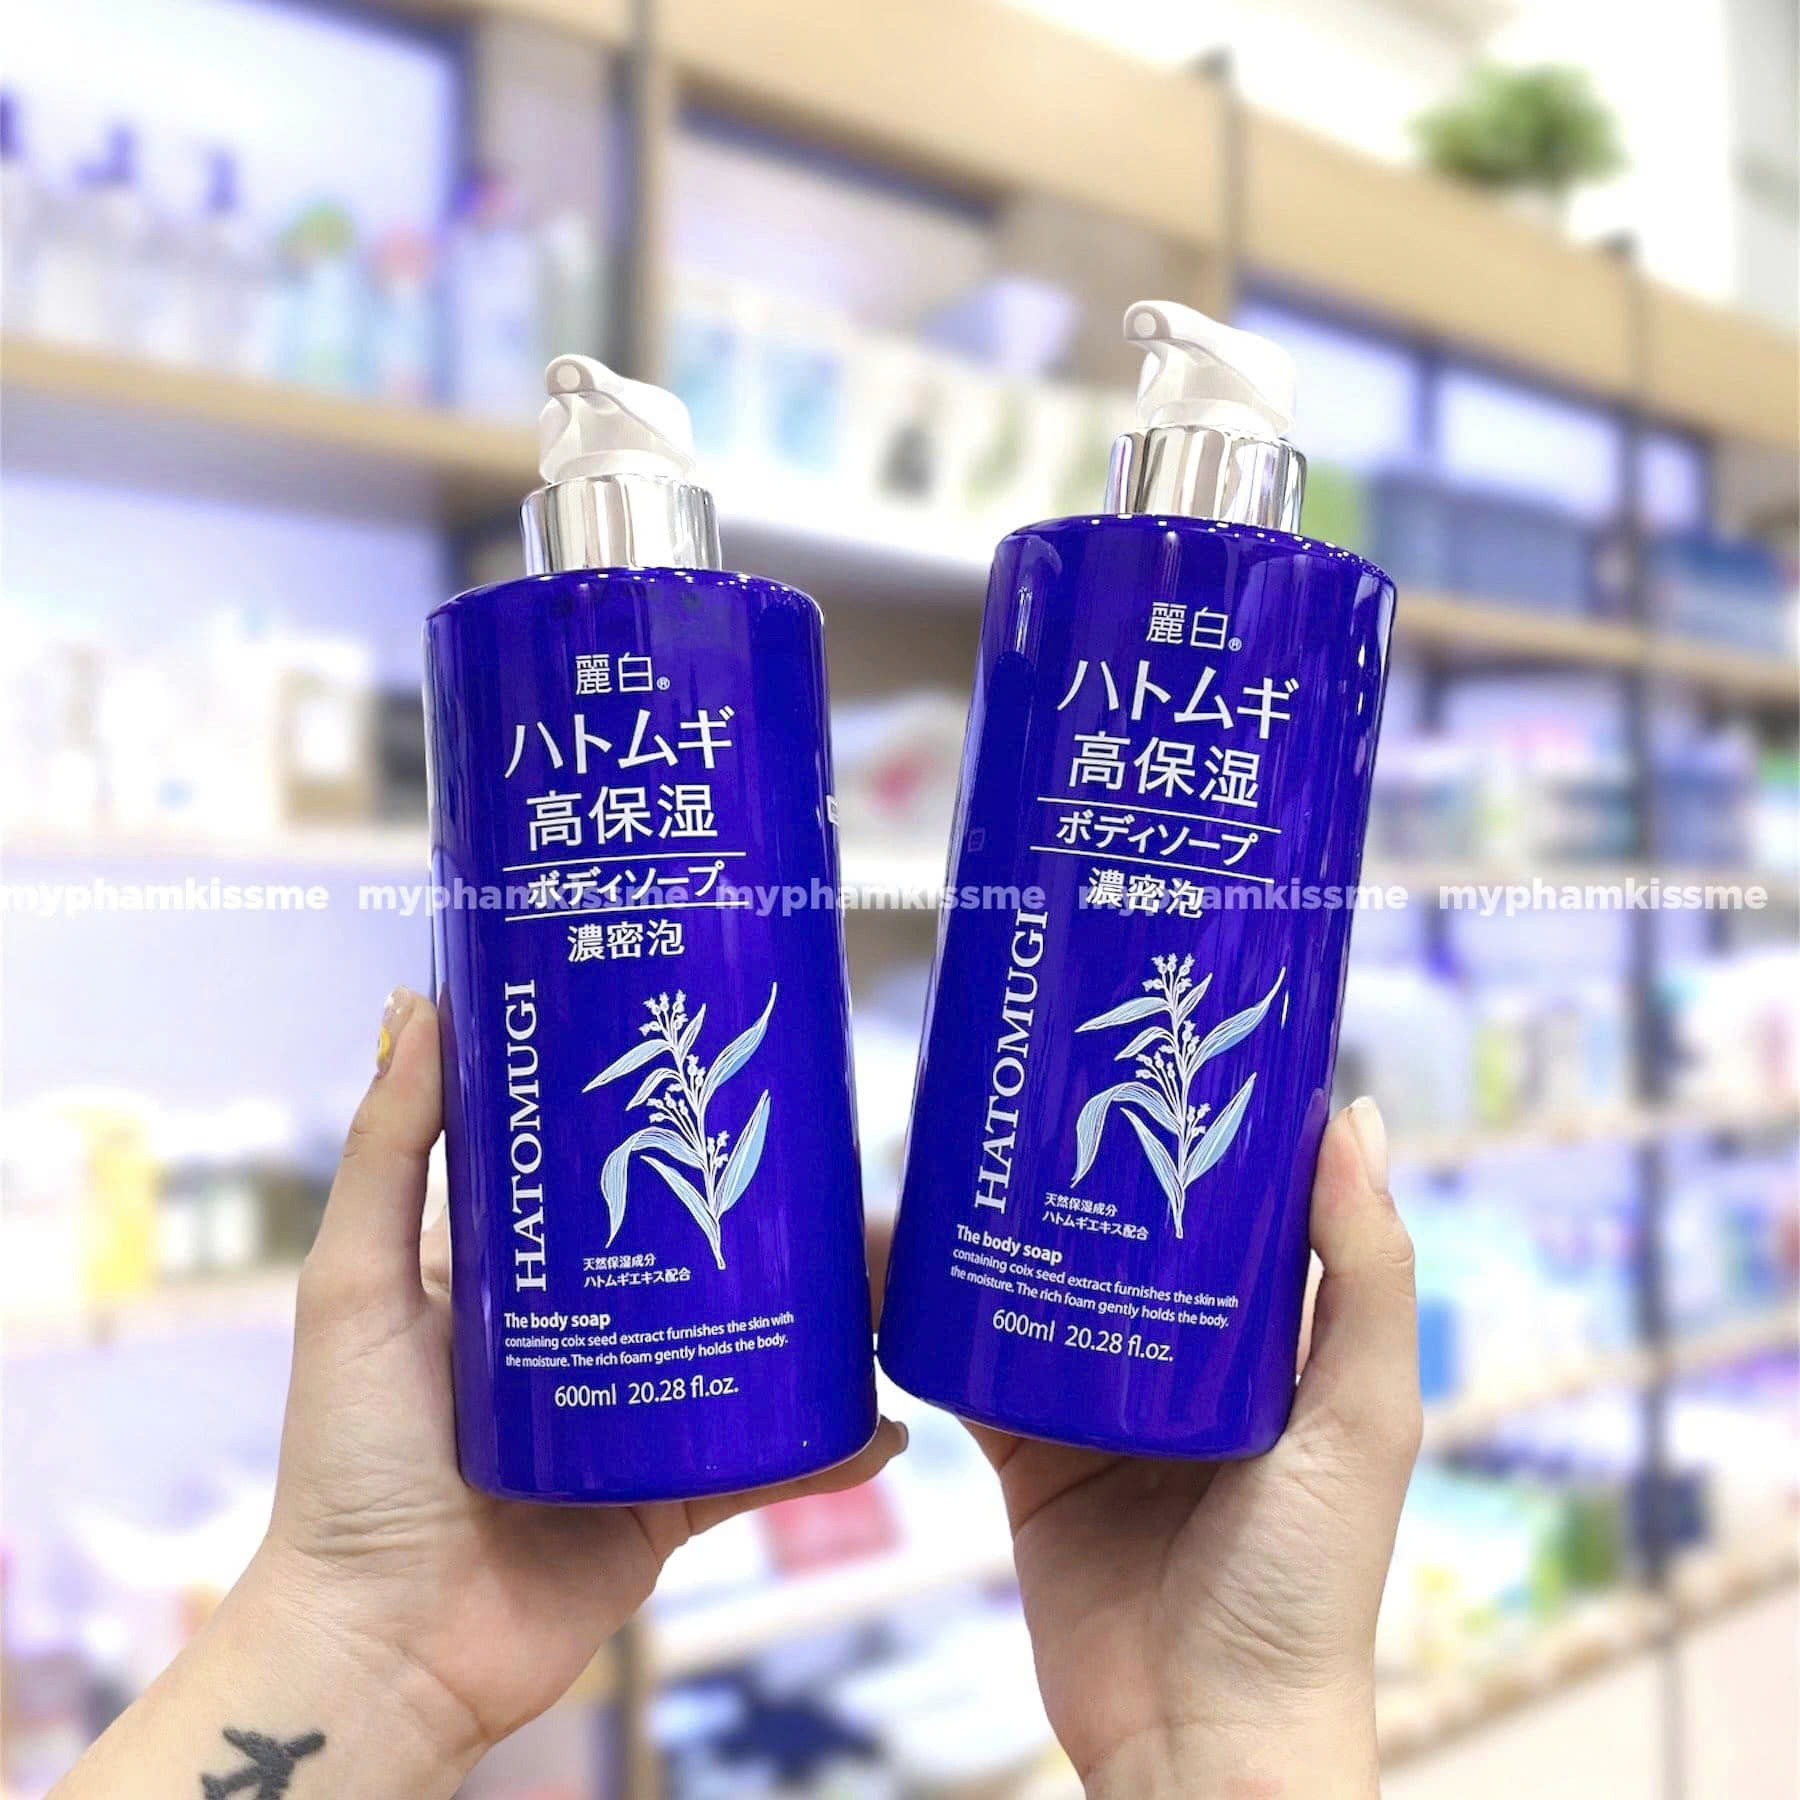 麗白®
ハトムギ
高保湿
ボディソープ
濃密泡
HATOMUGI
天然保湿成分
ハトムギエキス配合
The body soap
containing coix seed extract furnishes the skin with
the moisture. The rich foam gently holds the body.
600ml 20.28 fl.oz.
麗白®
ハトムギ
高保湿
ボディソープ
濃密泡
HATOMUGI
天然保湿成分
ハトムギエキス配合
The body soap
containing coix seed extract furnishes the skin with
the moisture. The rich foam gently holds the body.
600ml 20.28 fl.oz.
myphamkissme myphamkissme myphamkissme myphamkissme myphamkissme